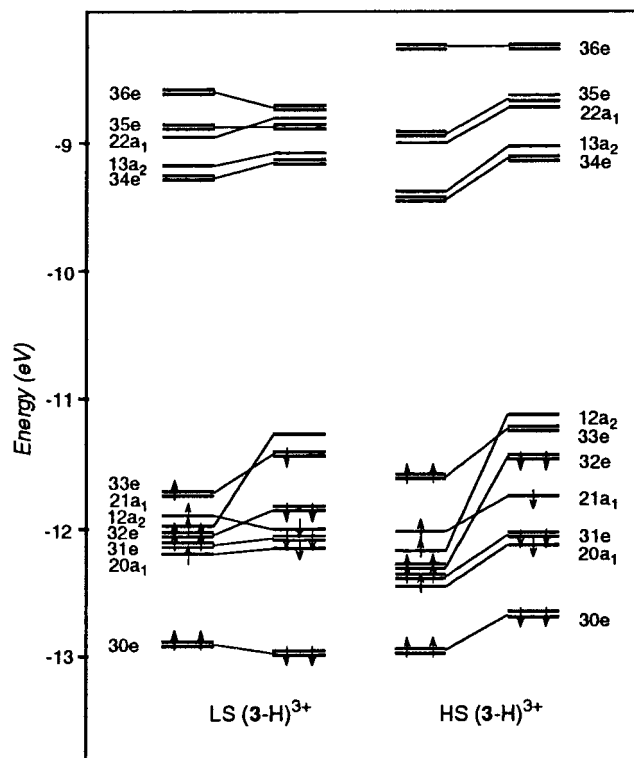 36e
35e
22a1
13a2
34e
33e
21a1
12a2
32e
31e
20a1
30e
36e
35e
22a1
13a2
34e
12a2
33e
32e
21a1
31e
20a1
30e
-9
-10
-11
-12
-13
Energy (eV)
LS (3-H)3+
HS (3-H)3+